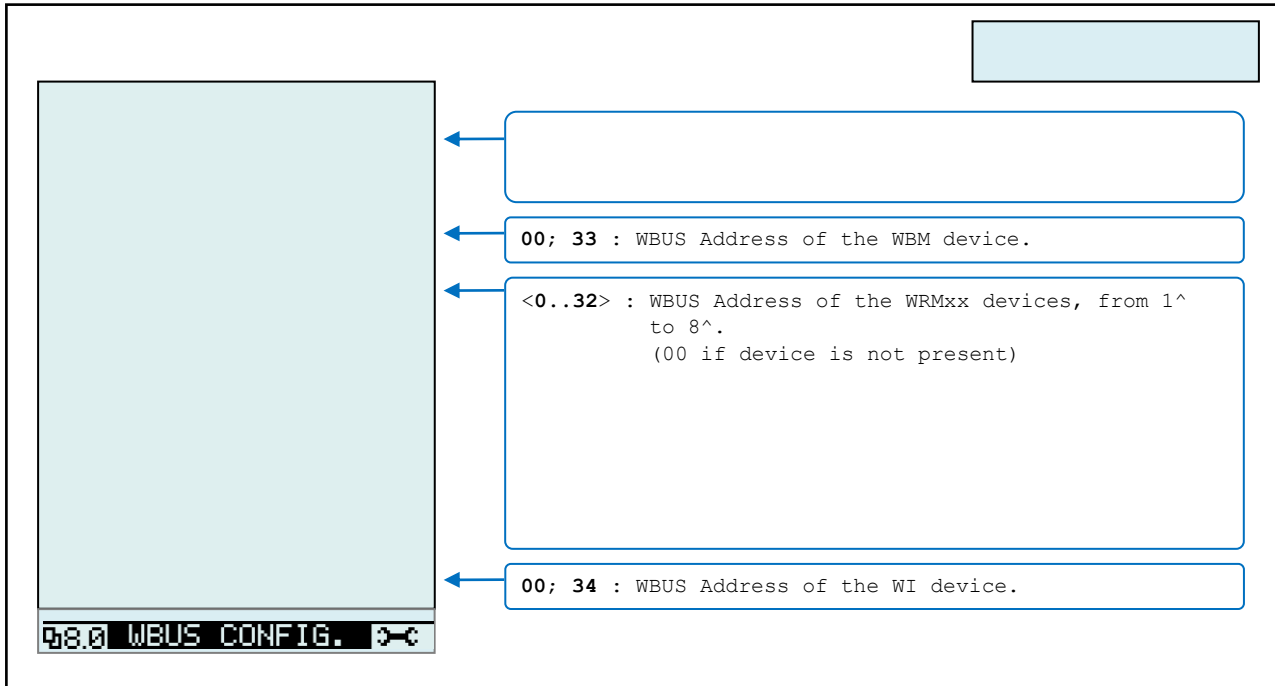 00; 33 : WBUS Address of the WBM device.
<0..32> : WBUS Address of the WRMxx devices, from 1^
to 8^.
(00 if device is not present)
00; 34 : WBUS Address of the WI device.
8.0 WBUS CONFIG.